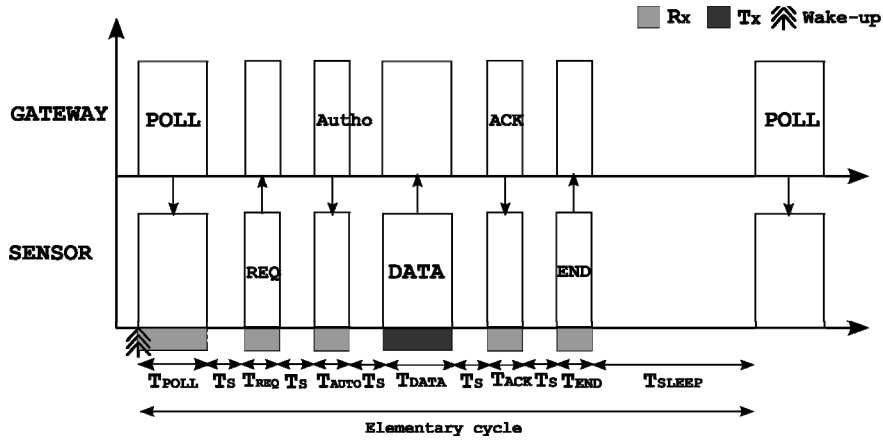 Rx Tx Wake-up
GATEWAY POLL Autho ACK POLL
SENSOR REQ DATA END
TPOLL TS TREQ TS TAUTO TS TDATA TS TACK TS TEND TSLEEP
Elementary cycle